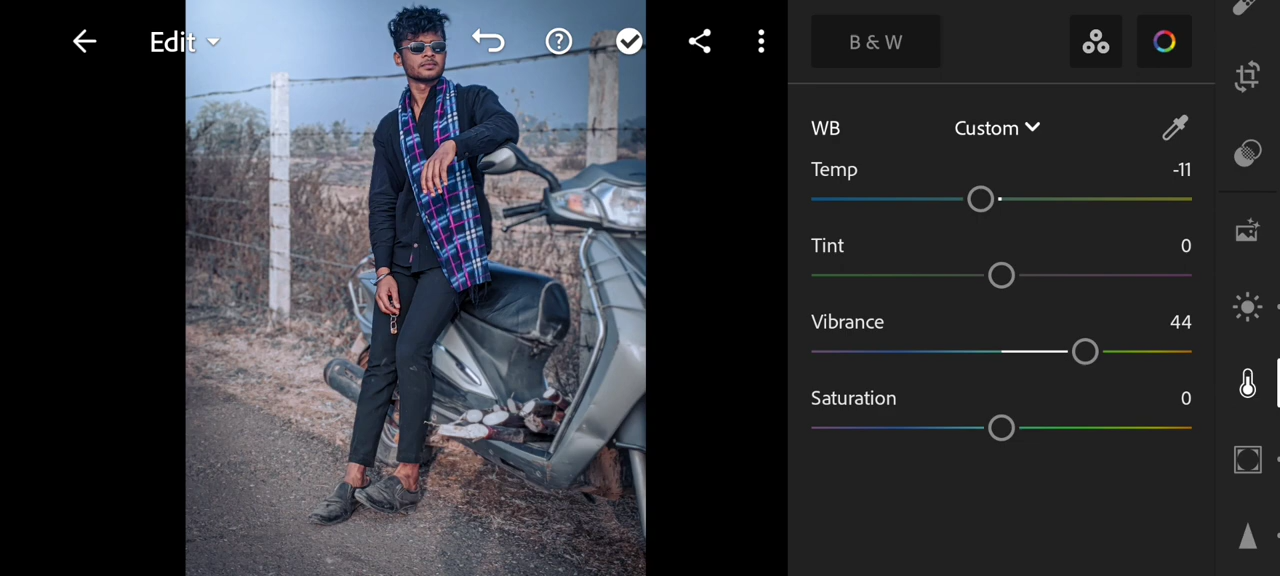 Edit
B & W
WB Custom
Temp -11
Tint 0
Vibrance 44
Saturation 0